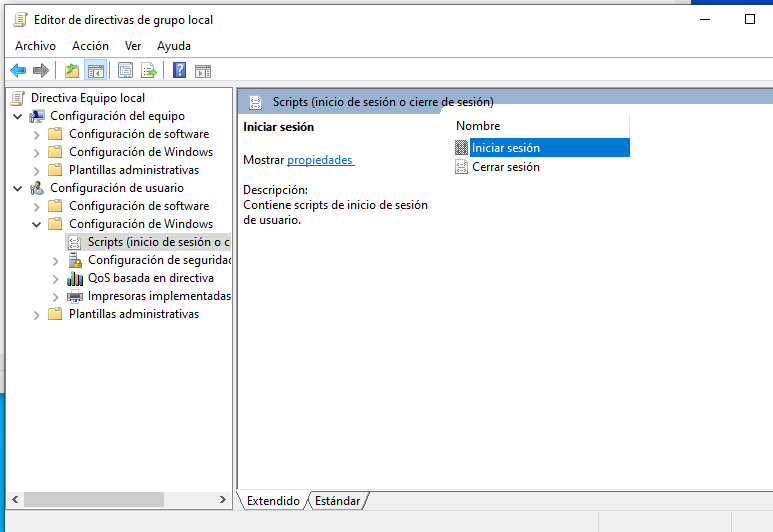 Editor de directivas de grupo local
Archivo Acción Ver Ayuda
Directiva Equipo local
Configuración del equipo
Configuración de software
Configuración de Windows
Plantillas administrativas
Configuración de usuario
Configuración de software
Configuración de Windows
Scripts (inicio de sesión o c
Configuración de segurida
QoS basada en directiva
Impresoras implementadas
Plantillas administrativas
Scripts (inicio de sesión o cierre de sesión)
Iniciar sesión
Mostrar propiedades
Descripción:
Contiene scripts de inicio de sesión
de usuario.
Nombre
Iniciar sesión
Cerrar sesión
Extendido Estándar